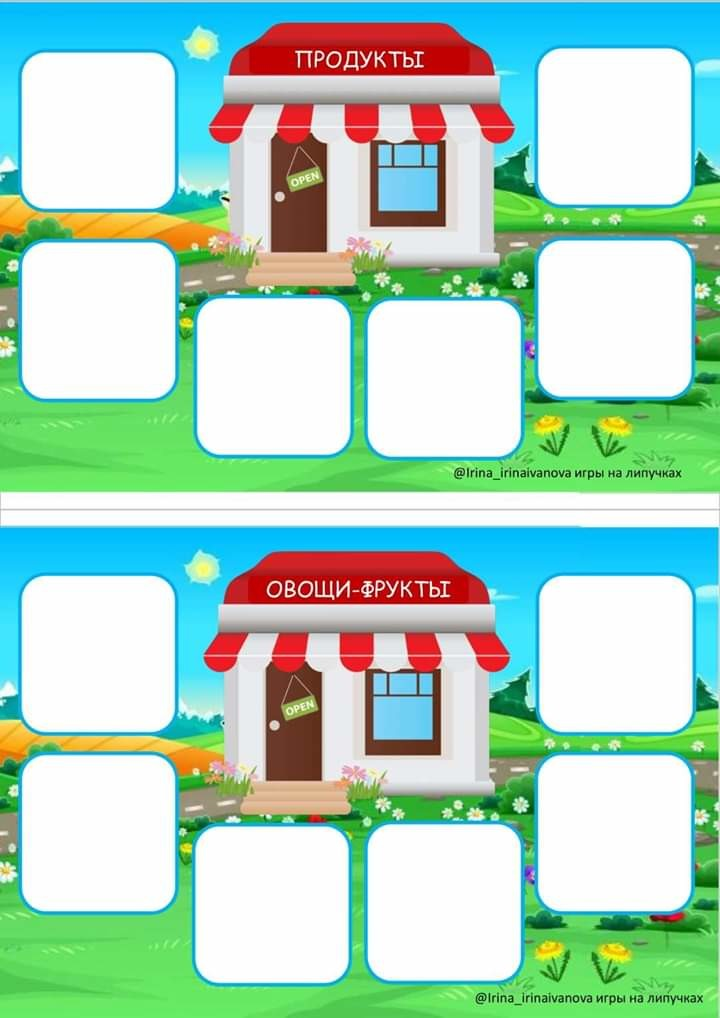 ПРОДУКТЫ
OPEN
@Irina_irinaivanova игры на липучках
ОВОЩИ-ФРУКТЫ
OPEN
@Irina_irinaivanova игры на липучках